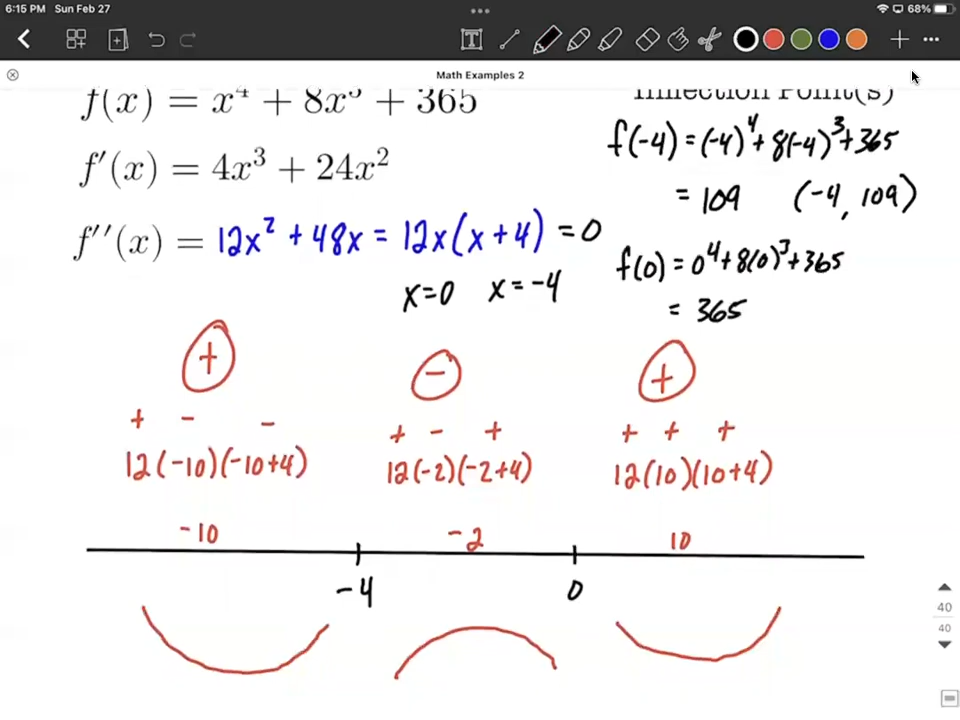 6:15 PM Sun Feb 27
68%
Math Examples 2
f(x) = x⁴ + 8x³ + 365
Inflection Point(s)
f(-4) = (-4)⁴ + 8(-4)³ + 365
f′(x) = 4x³ + 24x²
= 109 (-4, 109)
f′′(x) = 12x² + 48x = 12x(x + 4) = 0
f(0) = 0⁴ + 8(0)³ + 365
x=0 x=-4
= 365
+ - +
+ - - + - + + + +
12(-10)(-10+4) 12(-2)(-2+4) 12(10)(10+4)
-10 -2 10
-4 0
40
40